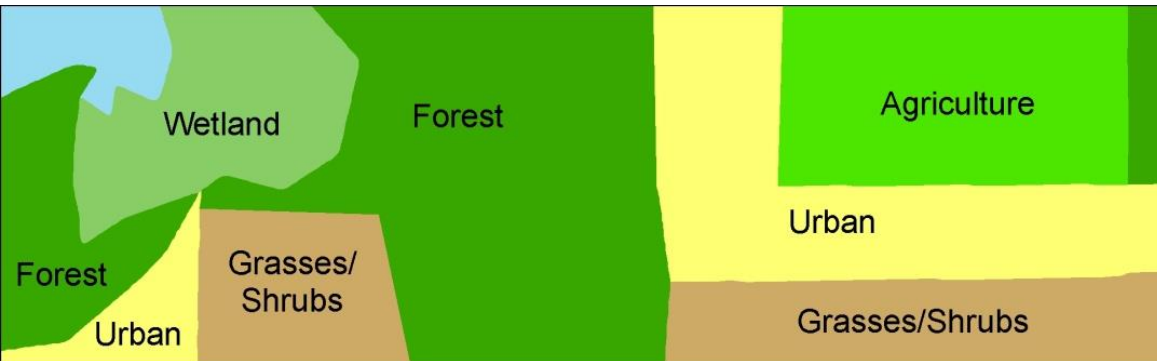 Wetland
Forest
Agriculture
Forest
Grasses/
Shrubs
Urban
Urban
Grasses/Shrubs